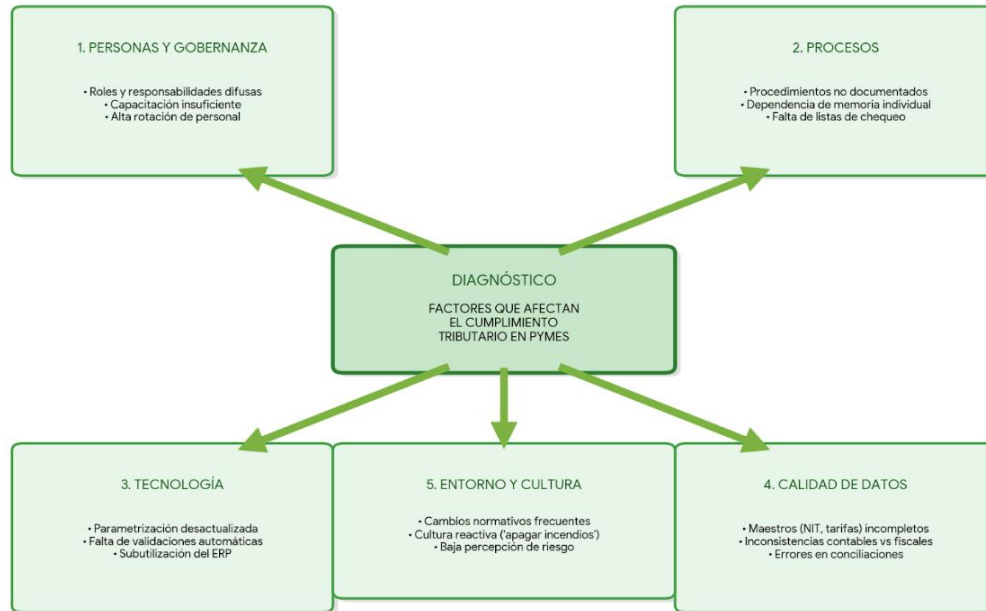 1. PERSONAS Y GOBERNANZA
• Roles y responsabilidades difusas
• Capacitación insuficiente
• Alta rotación de personal
2. PROCESOS
• Procedimientos no documentados
• Dependencia de memoria individual
• Falta de listas de chequeo
DIAGNÓSTICO
FACTORES QUE AFECTAN
EL CUMPLIMIENTO
TRIBUTARIO EN PYMES
3. TECNOLOGÍA
• Parametrización desactualizada
• Falta de validaciones automáticas
• Subutilización del ERP
5. ENTORNO Y CULTURA
• Cambios normativos frecuentes
• Cultura reactiva ('apagar incendios')
• Baja percepción de riesgo
4. CALIDAD DE DATOS
• Maestros (NIT, tarifas) incompletos
• Inconsistencias contables vs fiscales
• Errores en conciliaciones